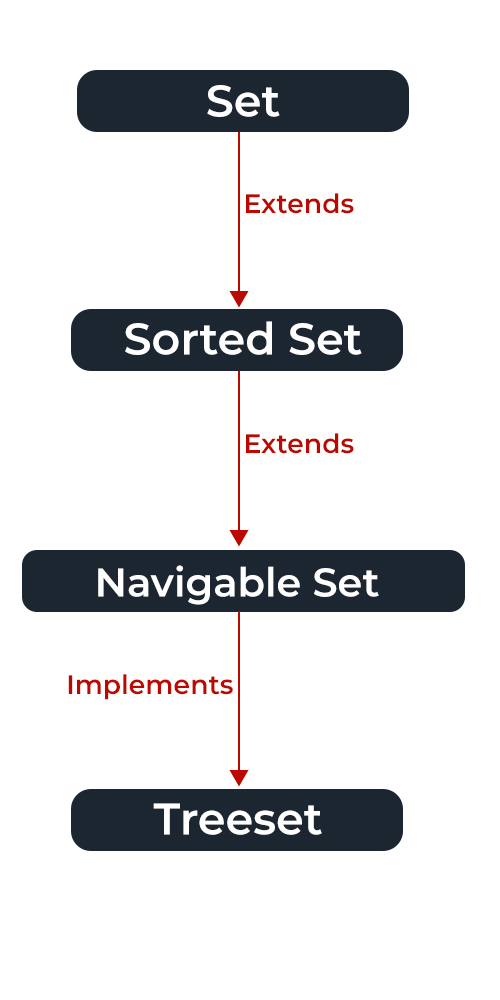 Set
Extends
Sorted Set
Extends
Navigable Set
Implements
Treeset